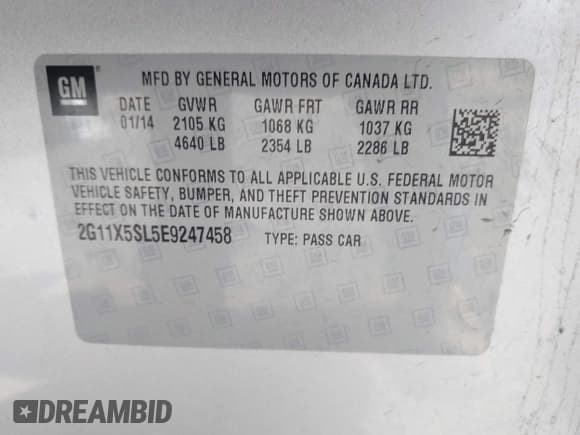 GM
MFD BY GENERAL MOTORS OF CANADA LTD.
DATE GVWR GAWR FRT GAWR RR
01/14 2105 KG 1068 KG 1037 KG
4640 LB 2354 LB 2286 LB
THIS VEHICLE CONFORMS TO ALL APPLICABLE U.S. FEDERAL MOTOR
VEHICLE SAFETY, BUMPER, AND THEFT PREVENTION STANDARDS IN
EFFECT ON THE DATE OF MANUFACTURE SHOWN ABOVE.
2G11X5SL5E9247458 TYPE: PASS CAR
DREAMBID